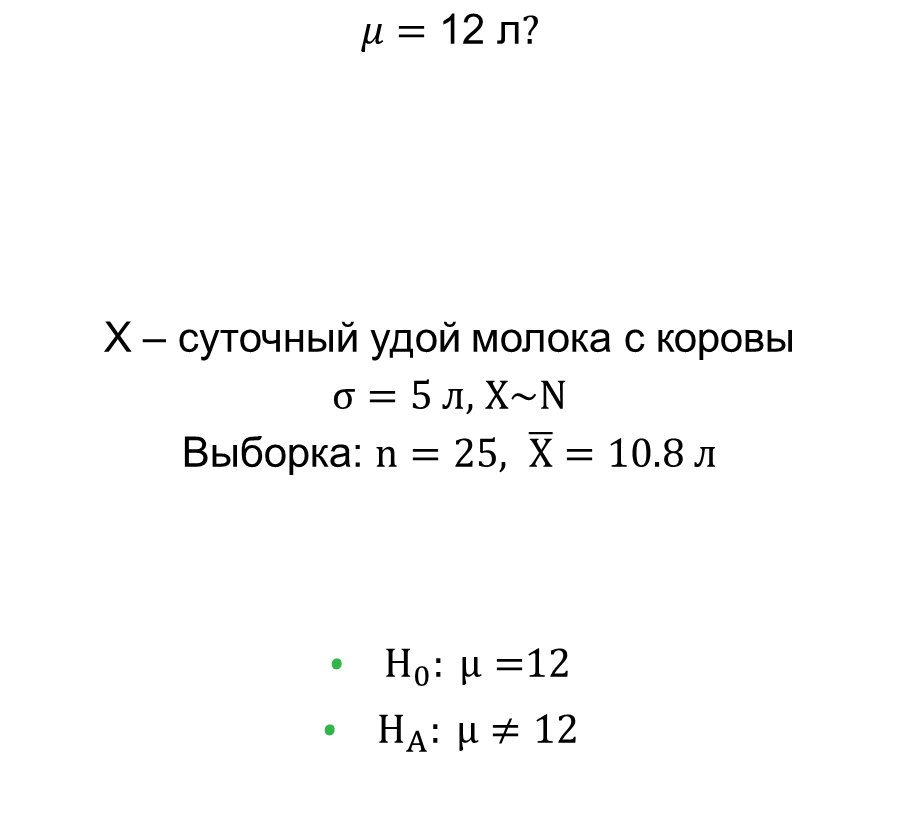 μ = 12 л?
X – суточный удой молока с коровы
σ = 5 л, X~N
Выборка: n = 25, X̅ = 10.8 л
• H₀: μ =12
• H_A: μ ≠ 12